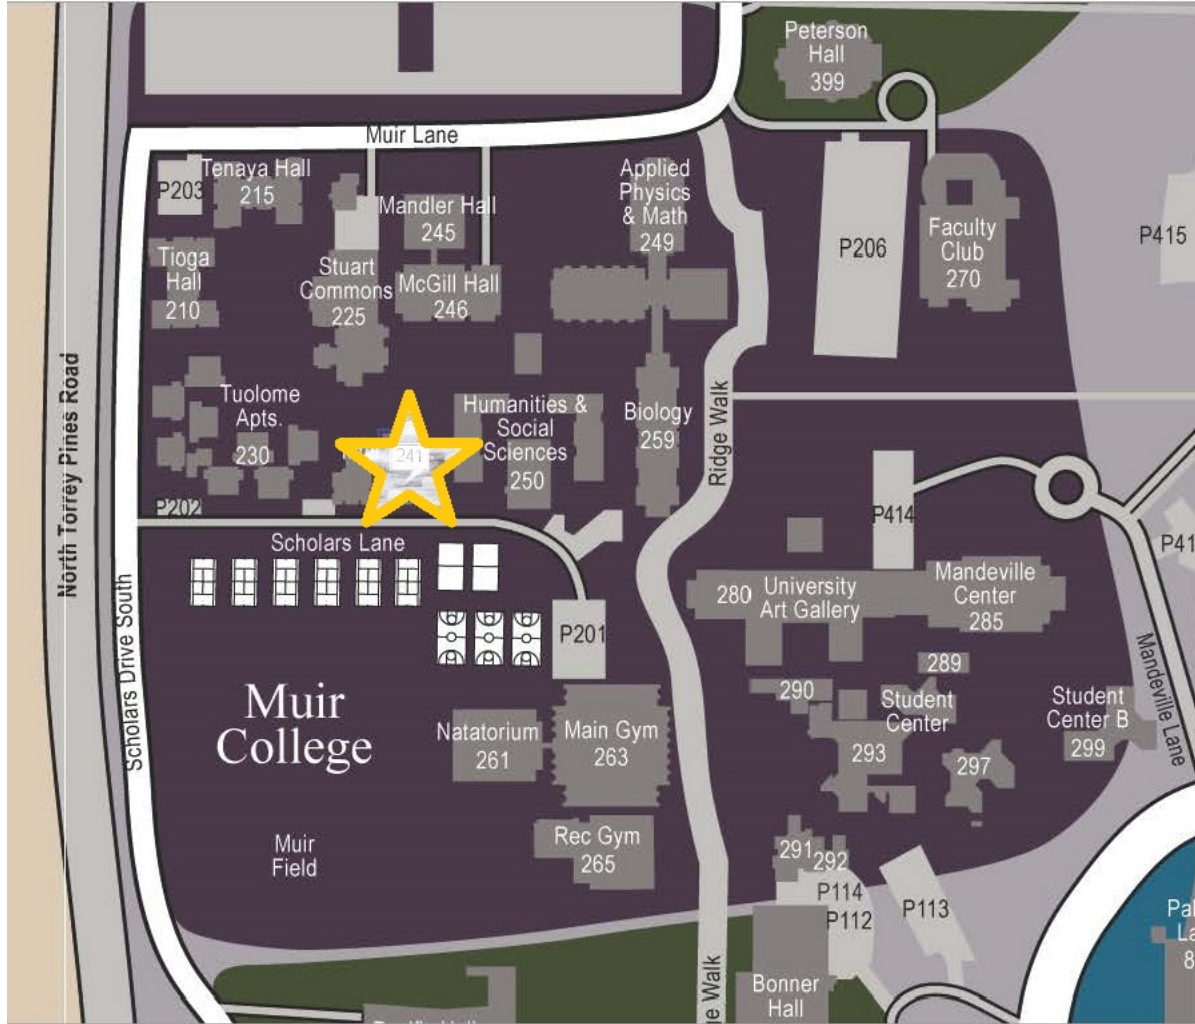 Peterson
Hall
399
Muir Lane
P203
Tenaya Hall
215
Mandler Hall
245
Applied
Physics
& Math
249
P206
Faculty
Club
270
P415
Tioga
Hall
210
Stuart
Commons
225
McGill Hall
246
North Torrey Pines Road
Tuolome
Apts.
230
241
Humanities &
Social
Sciences
250
Biology
259
Ridge Walk
P202
Scholars Lane
P414
Scholars Drive South
P201
280
University
Art Gallery
Mandeville
Center
285
289
290
Student
Center
293
297
Student
Center B
299
Mandeville Lane
Muir
College
Natatorium
261
Main Gym
263
Muir
Field
Rec Gym
265
291
292
P114
P112
P113
Bonner
Hall